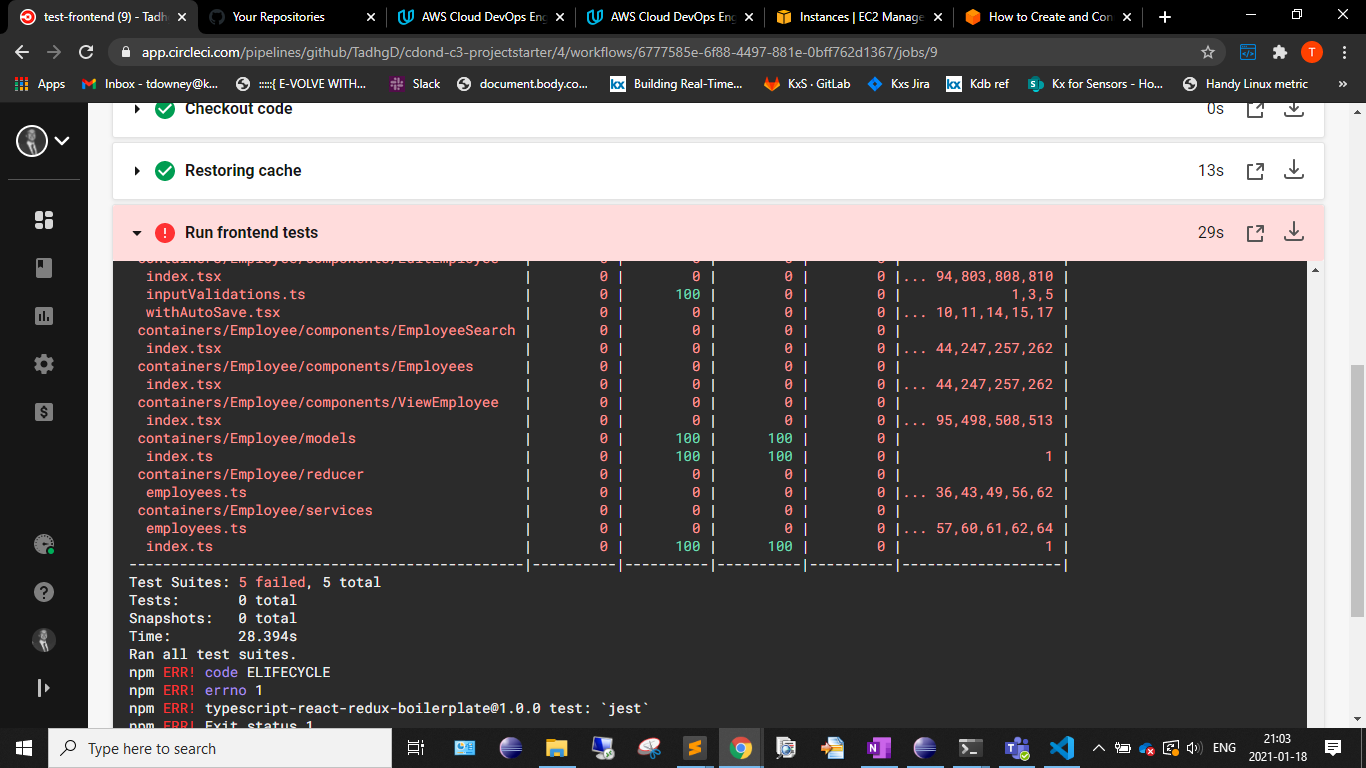 test-frontend (9) - Tadh
Your Repositories
AWS Cloud DevOps Eng
AWS Cloud DevOps Eng
Instances | EC2 Manage
How to Create and Con
app.circleci.com/pipelines/github/TadhgD/cdond-c3-projectstarter/4/workflows/6777585e-6f88-4497-881e-0bff762d1367/jobs/9
T
Apps
Inbox - tdowney@k...
:::::{ E-VOLVE WITH...
Slack
document.body.co...
kx Building Real-Time...
KxS · GitLab
Kxs Jira
kx Kdb ref
Kx for Sensors - Ho...
Handy Linux metric
»
Checkout code 0s
Restoring cache 13s
Run frontend tests 29s
containers/Employee/components/EditEmployee | 0 | 0 | 0 | 0 | |
index.tsx | 0 | 0 | 0 | 0 |... 94,803,808,810 |
inputValidations.ts | 0 | 100 | 0 | 0 | 1,3,5 |
withAutoSave.tsx | 0 | 0 | 0 | 0 |... 10,11,14,15,17 |
containers/Employee/components/EmployeeSearch | 0 | 0 | 0 | 0 | |
index.tsx | 0 | 0 | 0 | 0 |... 44,247,257,262 |
containers/Employee/components/Employees | 0 | 0 | 0 | 0 | |
index.tsx | 0 | 0 | 0 | 0 |... 44,247,257,262 |
containers/Employee/components/ViewEmployee | 0 | 0 | 0 | 0 | |
index.tsx | 0 | 0 | 0 | 0 |... 95,498,508,513 |
containers/Employee/models | 0 | 100 | 100 | 0 | |
index.ts | 0 | 100 | 100 | 0 | 1 |
containers/Employee/reducer | 0 | 0 | 0 | 0 | |
employees.ts | 0 | 0 | 0 | 0 |... 36,43,49,56,62 |
containers/Employee/services | 0 | 0 | 0 | 0 | |
employees.ts | 0 | 0 | 0 | 0 |... 57,60,61,62,64 |
index.ts | 0 | 100 | 100 | 0 | 1 |
-----------------------------------------------|----------|----------|----------|----------|------------------|
Test Suites: 5 failed, 5 total
Tests: 0 total
Snapshots: 0 total
Time: 28.394s
Ran all test suites.
npm ERR! code ELIFECYCLE
npm ERR! errno 1
npm ERR! typescript-react-redux-boilerplate@1.0.0 test: `jest`
npm ERR! Exit status 1
Type here to search
ENG
21:03
2021-01-18